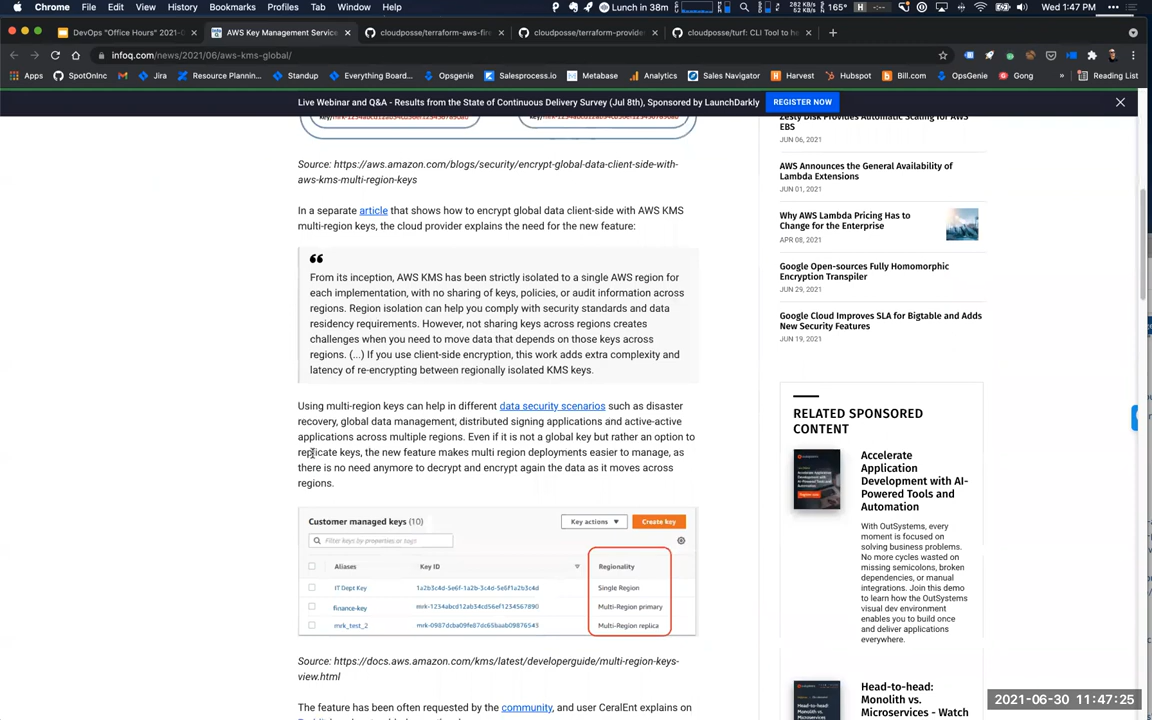 Chrome File Edit View History Bookmarks Profiles Tab Window Help
Lunch in 38m
282 KB/s
52 KB/s
165°
Wed 1:47 PM
DevOps "Office Hours" 2021-0
AWS Key Management Service
cloudposse/terraform-aws-fire
cloudposse/terraform-provider
cloudposse/turf: CLI Tool to he
infoq.com/news/2021/06/aws-kms-global/
Apps SpotOnInc Jira Resource Plannin... Standup Everything Board... Opsgenie Salesprocess.io Metabase Analytics Sales Navigator Harvest Hubspot Bill.com OpsGenie Gong » Reading List
Live Webinar and Q&A - Results from the State of Continuous Delivery Survey (Jul 8th), Sponsored by LaunchDarkly REGISTER NOW
Source: https://aws.amazon.com/blogs/security/encrypt-global-data-client-side-with-
aws-kms-multi-region-keys
In a separate article that shows how to encrypt global data client-side with AWS KMS
multi-region keys, the cloud provider explains the need for the new feature:
From its inception, AWS KMS has been strictly isolated to a single AWS region for
each implementation, with no sharing of keys, policies, or audit information across
regions. Region isolation can help you comply with security standards and data
residency requirements. However, not sharing keys across regions creates
challenges when you need to move data that depends on those keys across
regions. (...) If you use client-side encryption, this work adds extra complexity and
latency of re-encrypting between regionally isolated KMS keys.
Using multi-region keys can help in different data security scenarios such as disaster
recovery, global data management, distributed signing applications and active-active
applications across multiple regions. Even if it is not a global key but rather an option to
replicate keys, the new feature makes multi region deployments easier to manage, as
there is no need anymore to decrypt and encrypt again the data as it moves across
regions.
Customer managed keys (10) Key actions Create key
Filter keys by properties or tags
Aliases Key ID Regionality
IT Dept Key 1a2b3c4d-5e6f-1a2b-3c4d-5e6f1a2b3c4d Single Region
finance-key mrk-1234abcd12ab34cd56ef1234567890 Multi-Region primary
mrk_test_2 mrk-0987dcba09fe87dc65baab09876543 Multi-Region replica
Source: https://docs.aws.amazon.com/kms/latest/developerguide/multi-region-keys-
view.html
The feature has been often requested by the community, and user CeralEnt explains on
Zesty Disk Provides Automatic Scaling for AWS
EBS
JUN 06, 2021
AWS Announces the General Availability of
Lambda Extensions
JUN 01, 2021
Why AWS Lambda Pricing Has to
Change for the Enterprise
APR 08, 2021
Google Open-sources Fully Homomorphic
Encryption Transpiler
JUN 29, 2021
Google Cloud Improves SLA for Bigtable and Adds
New Security Features
JUN 19, 2021
RELATED SPONSORED
CONTENT
Accelerate
Application
Development with AI-
Powered Tools and
Automation
With OutSystems, every
moment is focused on
solving business problems.
No more cycles wasted on
missing semicolons, broken
dependencies, or manual
integrations. Join this demo
to learn how the OutSystems
visual dev environment
enables you to build once
and deliver applications
everywhere.
Head-to-head:
Monolith vs.
Microservices - Watch
2021-06-30 11:47:25